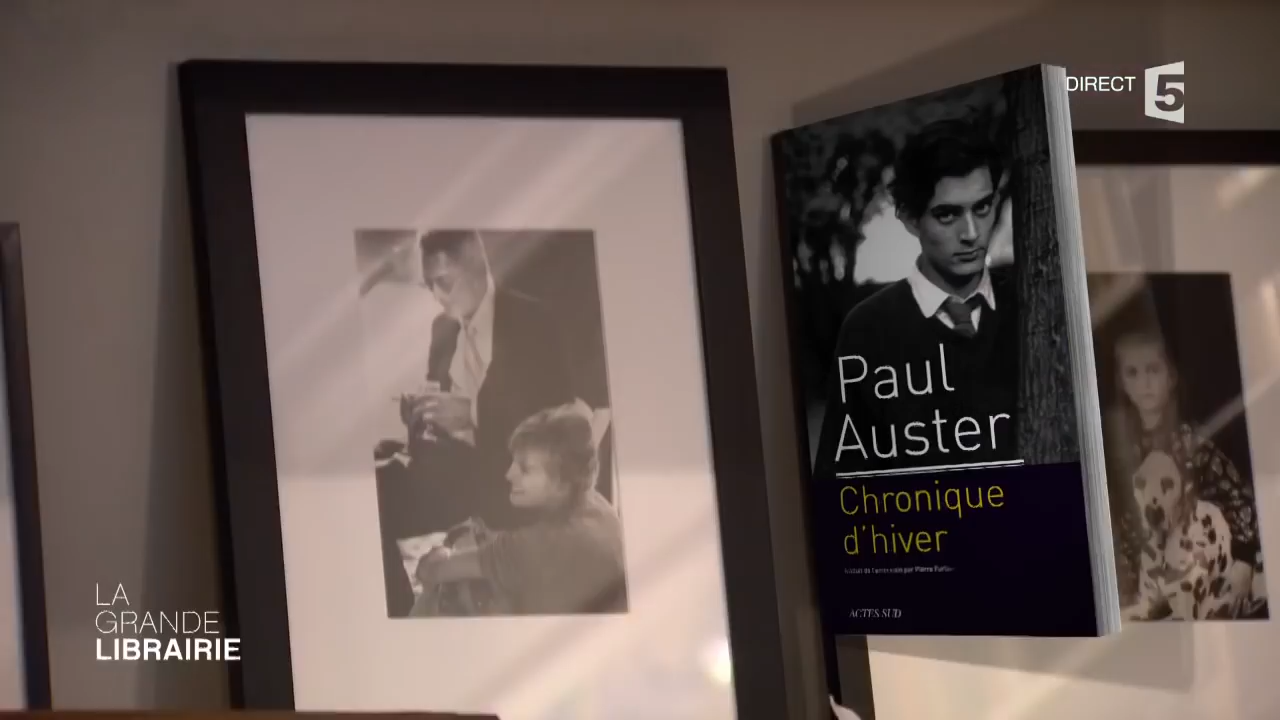 DIRECT 5
Paul
Auster
Chronique
d'hiver
ACTES SUD
LA
GRANDE
LIBRAIRIE